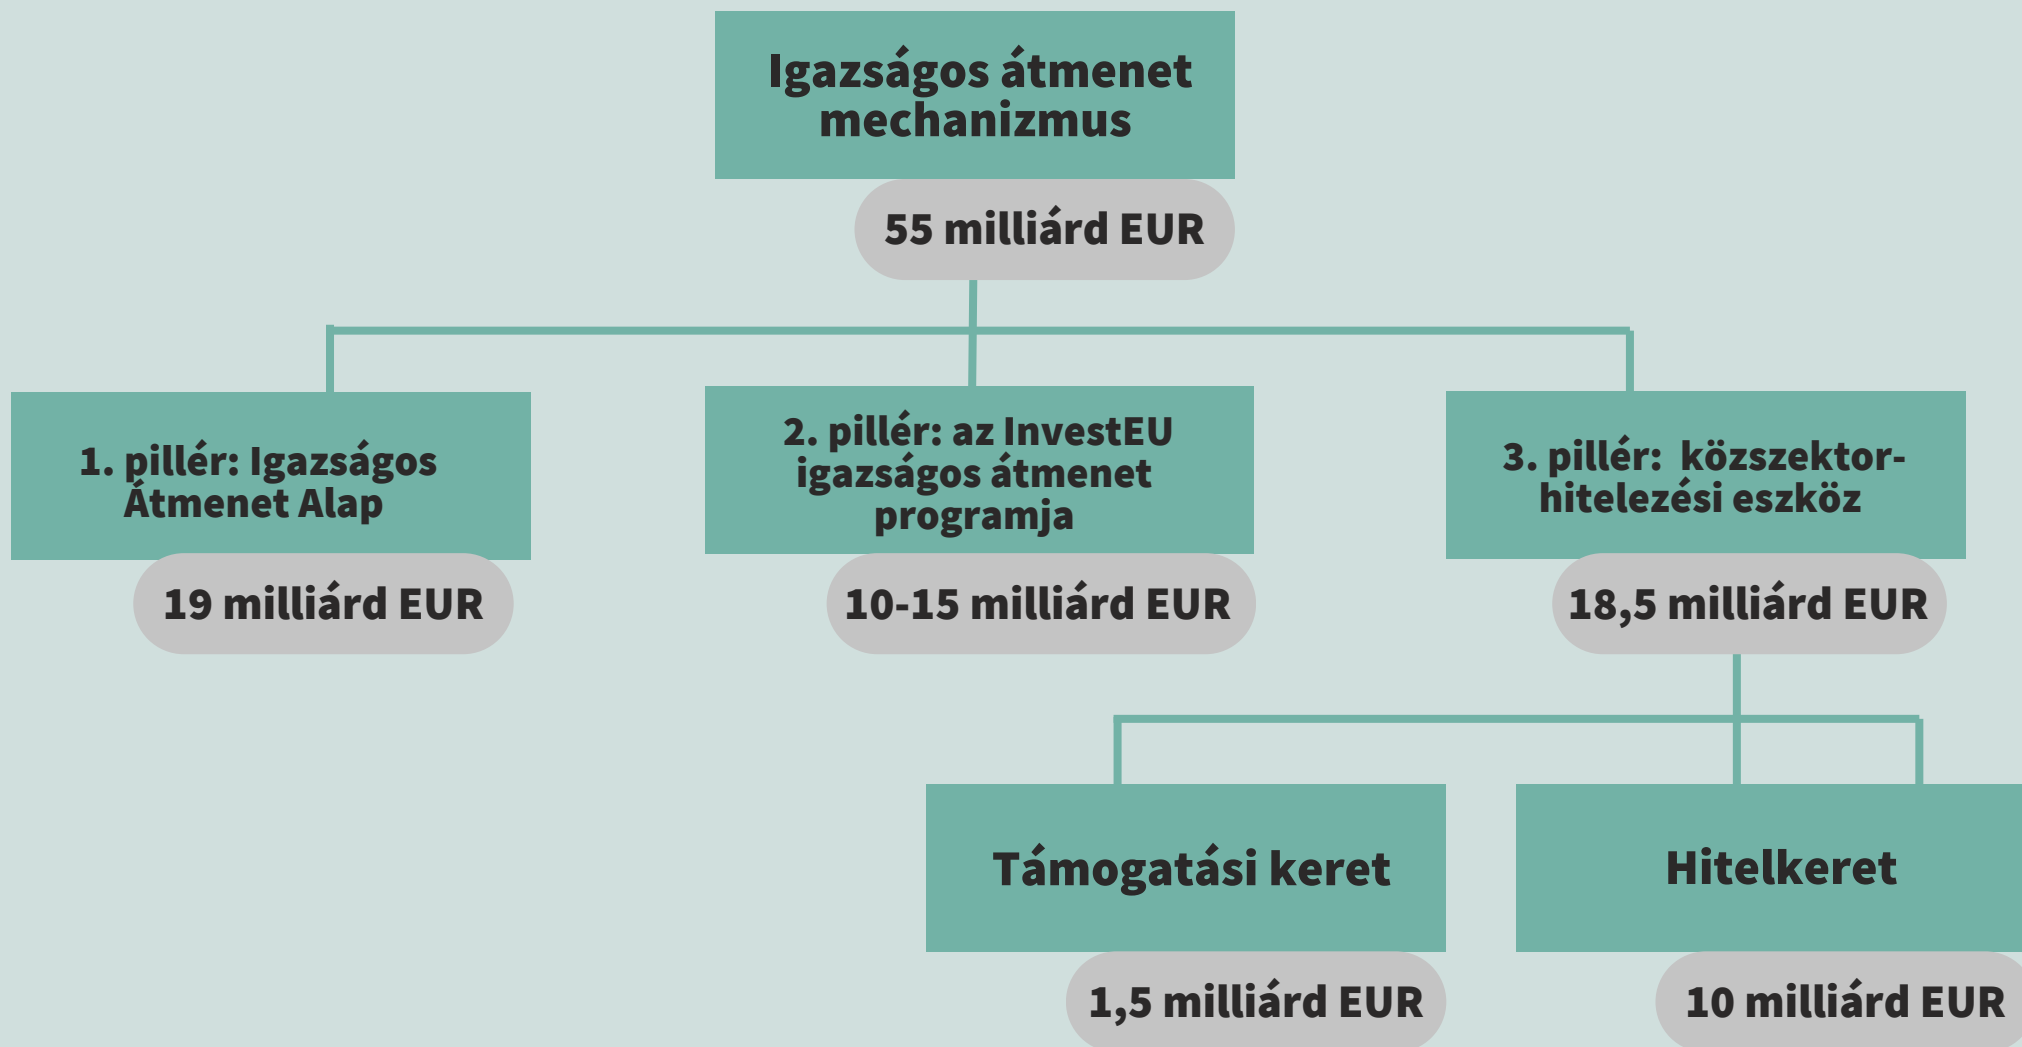 Igazságos átmenet
mechanizmus
55 milliárd EUR
1. pillér: Igazságos
Átmenet Alap
19 milliárd EUR
2. pillér: az InvestEU
igazságos átmenet
programja
10-15 milliárd EUR
3. pillér: közszektor-
hitelezési eszköz
18,5 milliárd EUR
Támogatási keret
1,5 milliárd EUR
Hitelkeret
10 milliárd EUR